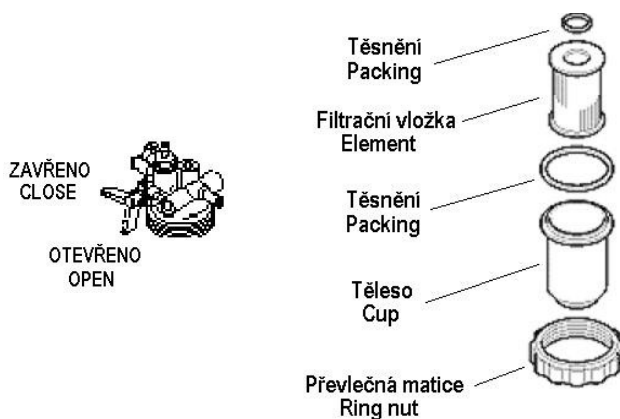 ZAVŘENO
CLOSE
OTEVŘENO
OPEN
Těsnění
Packing
Filtrační vložka
Element
Těsnění
Packing
Těleso
Cup
Převlečná matice
Ring nut